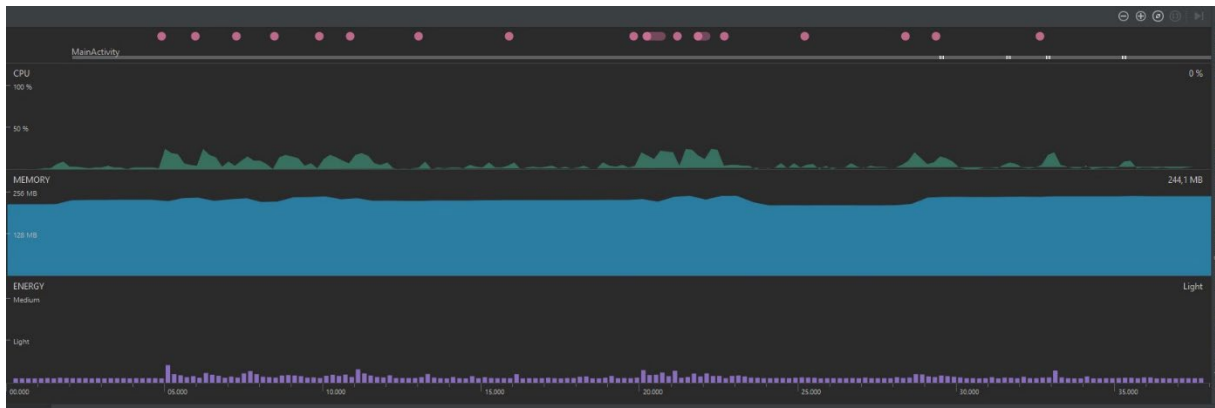 MainActivity
CPU
0 %
100 %
50 %
MEMORY
244,1 MB
256 MB
128 MB
ENERGY
Light
Medium
Light
00.000 05.000 10.000 15.000 20.000 25.000 30.000 35.000